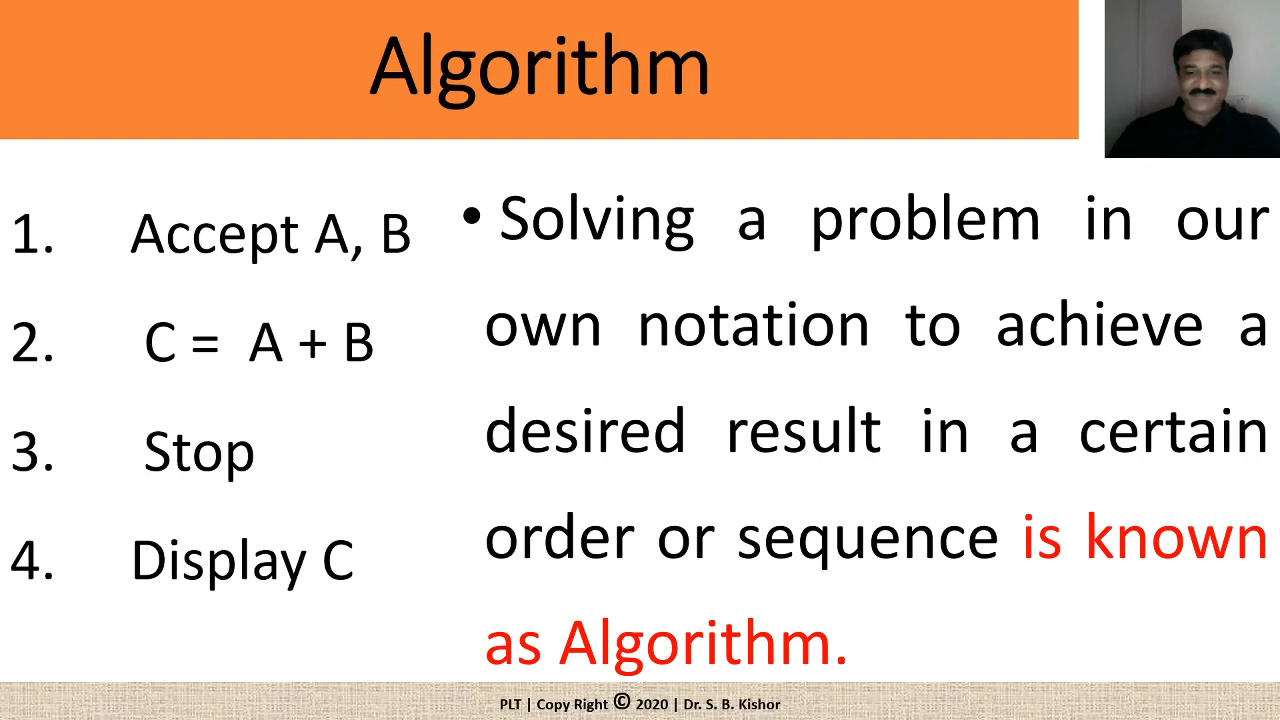 Algorithm
1. Accept A, B
2. C = A + B
3. Stop
4. Display C
• Solving a problem in our
own notation to achieve a
desired result in a certain
order or sequence is known
as Algorithm.
PLT | Copy Right © 2020 | Dr. S. B. Kishor